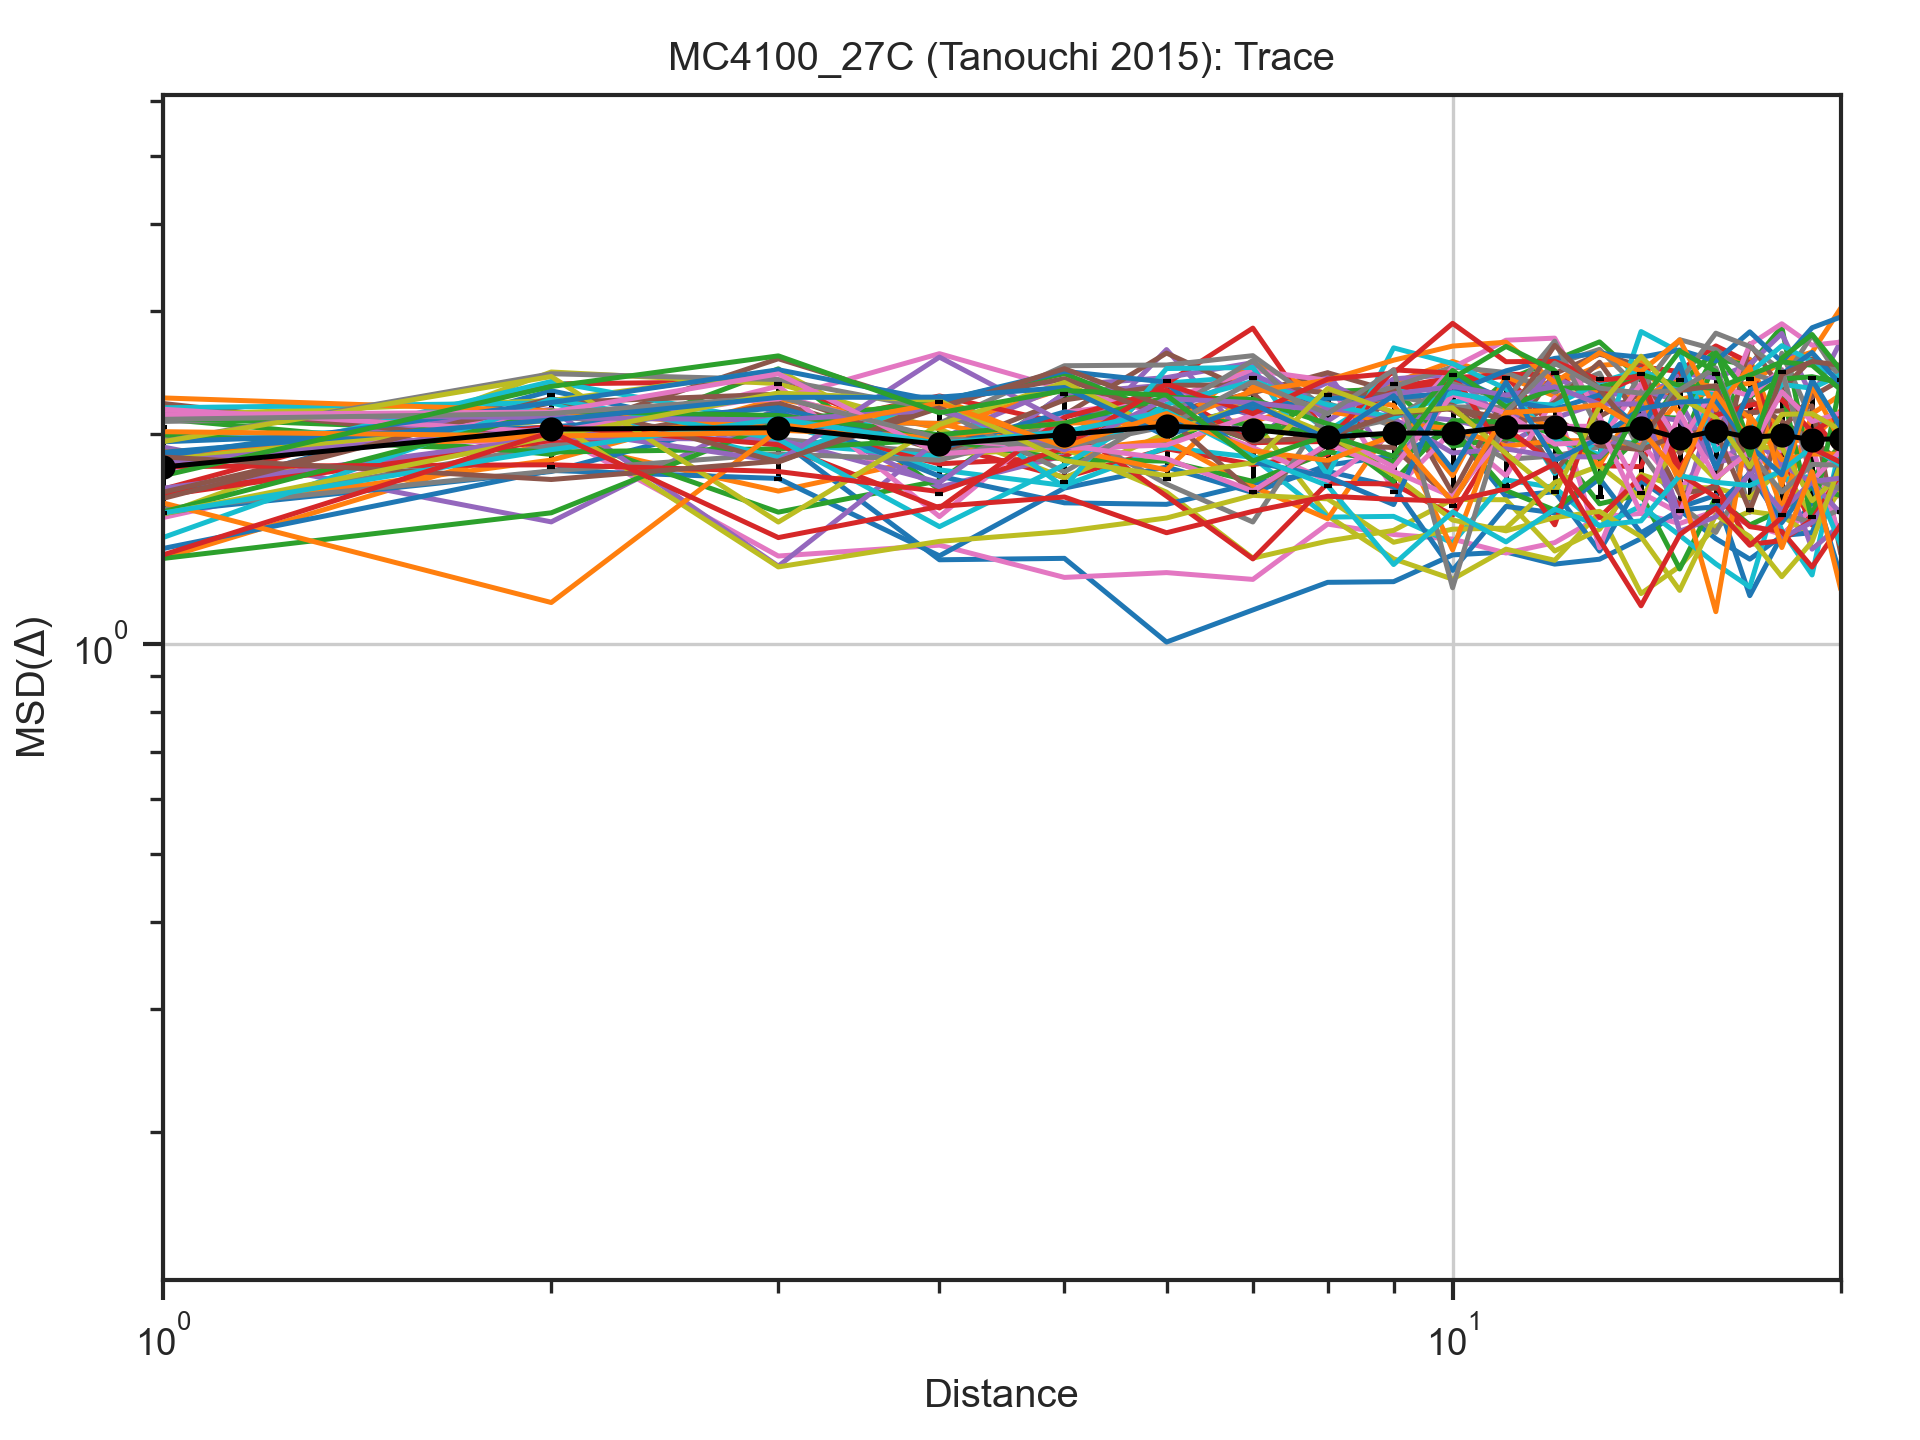 MC4100_27C (Tanouchi 2015): Trace
MSD(Δ)
10⁰
10⁰
10¹
Distance